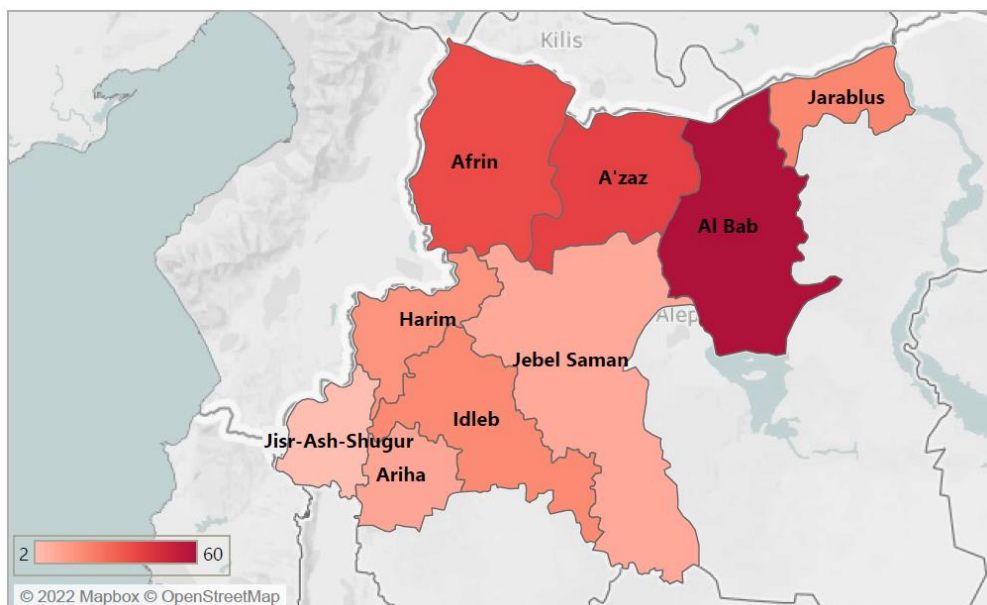 Kilis
Jarablus
Afrin
A'zaz
Al Bab
Harim
Alep
Jebel Saman
Idleb
Jisr-Ash-Shugur
Ariha
2
60
© 2022 Mapbox © OpenStreetMap